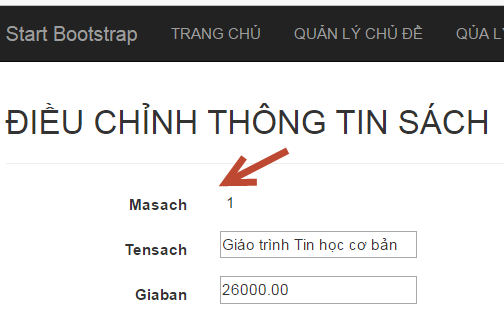 Start Bootstrap TRANG CHỦ QUẢN LÝ CHỦ ĐỀ QỦA
ĐIỀU CHỈNH THÔNG TIN SÁCH
Masach 1
Tensach Giáo trình Tin học cơ bản
Giaban 26000.00